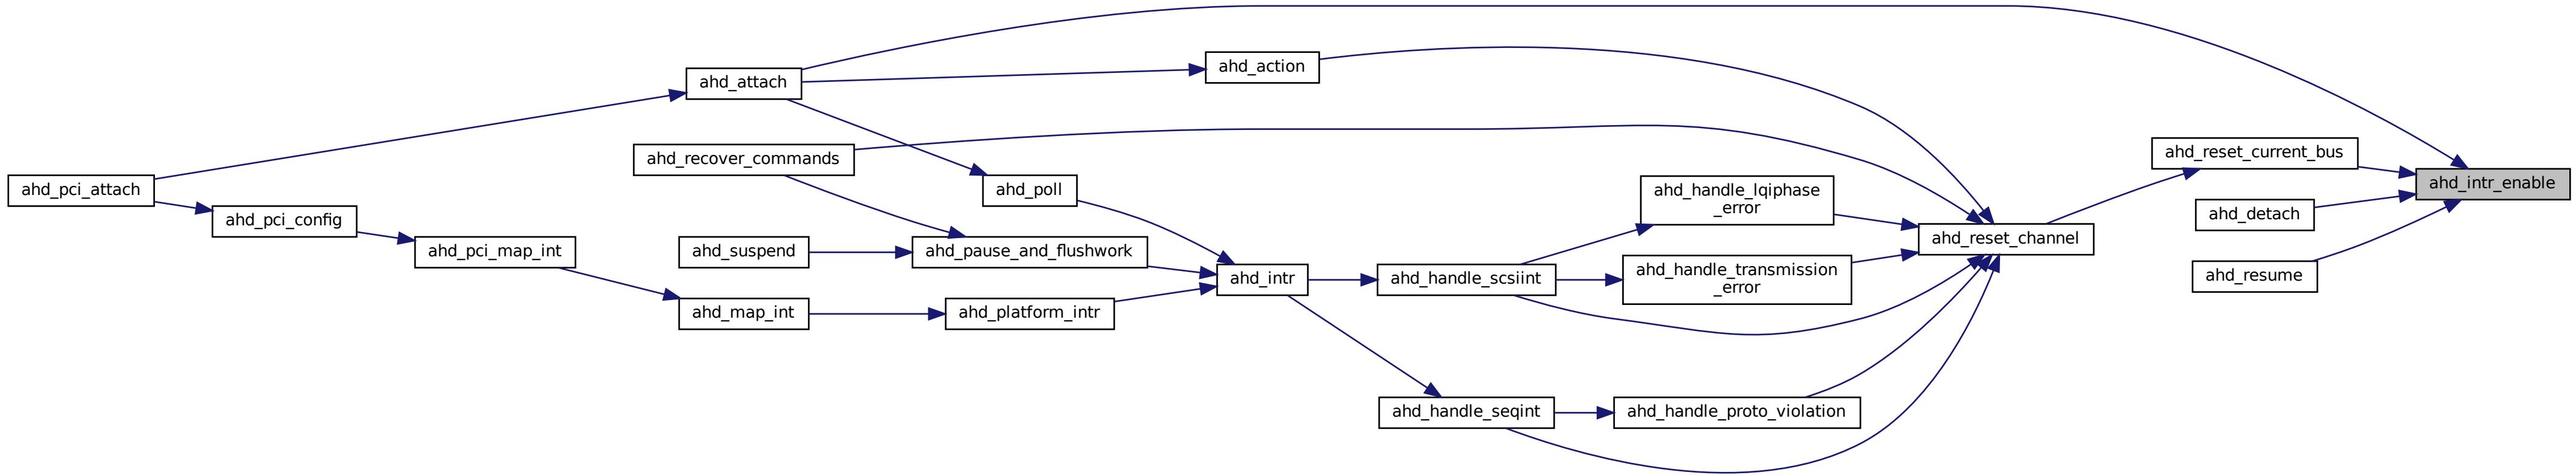 ahd_action
ahd_attach
ahd_recover_commands
ahd_reset_current_bus
ahd_pci_attach
ahd_poll
ahd_handle_lqiphase
_error
ahd_intr_enable
ahd_pci_config
ahd_detach
ahd_pci_map_int
ahd_suspend
ahd_pause_and_flushwork
ahd_reset_channel
ahd_intr
ahd_handle_scsiint
ahd_handle_transmission
_error
ahd_resume
ahd_map_int
ahd_platform_intr
ahd_handle_seqint
ahd_handle_proto_violation